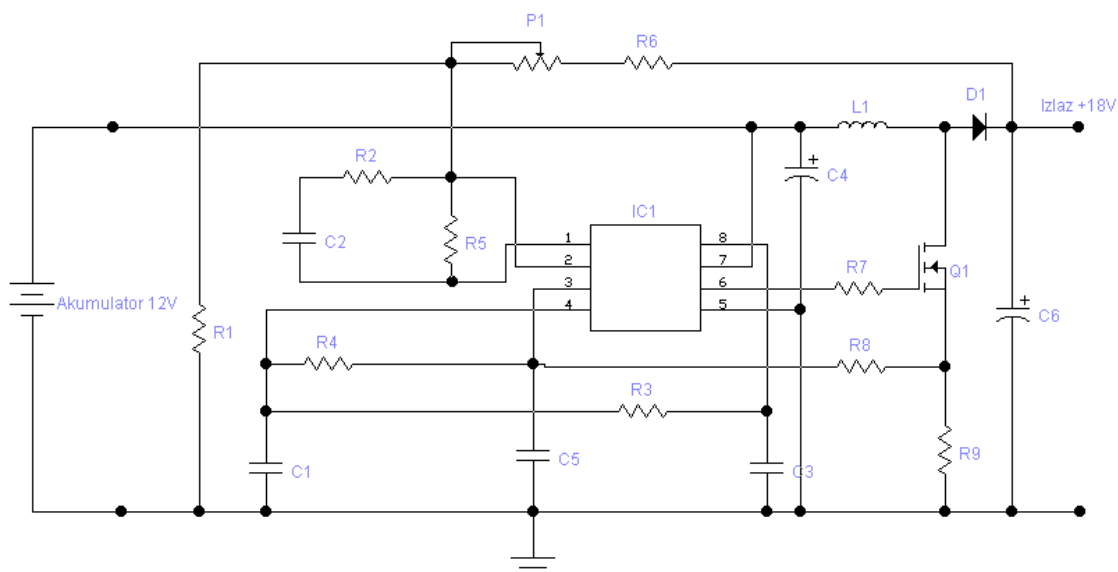 P1
R6
L1
D1
Izlaz +18V
R2
C4
IC1
C2
R5
1
2
3
4
8
7
6
5
R7
Q1
Akumulator 12V
R1
C6
R4
R8
R3
C1
C5
C3
R9